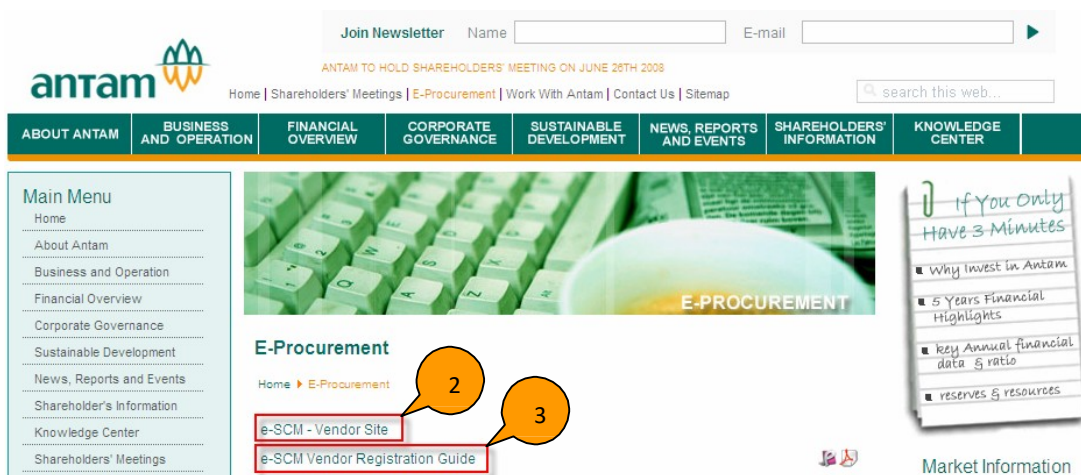 Join Newsletter Name E-mail
antam
ANTAM TO HOLD SHAREHOLDERS' MEETING ON JUNE 26TH 2008
Home | Shareholders' Meetings | E-Procurement | Work With Antam | Contact Us | Sitemap
search this web...
ABOUT ANTAM
BUSINESS
AND OPERATION
FINANCIAL
OVERVIEW
CORPORATE
GOVERNANCE
SUSTAINABLE
DEVELOPMENT
NEWS, REPORTS
AND EVENTS
SHAREHOLDERS'
INFORMATION
KNOWLEDGE
CENTER
Main Menu
Home
About Antam
Business and Operation
Financial Overview
Corporate Governance
Sustainable Development
News, Reports and Events
Shareholder's Information
Knowledge Center
Shareholders' Meetings
E-PROCUREMENT
E-Procurement
Home E-Procurement
2
3
e-SCM - Vendor Site
e-SCM Vendor Registration Guide
If You Only
Have 3 Minutes
Why Invest in Antam
5 Years Financial
Highlights
key Annual financial
data & ratio
reserves & resources
Market Information